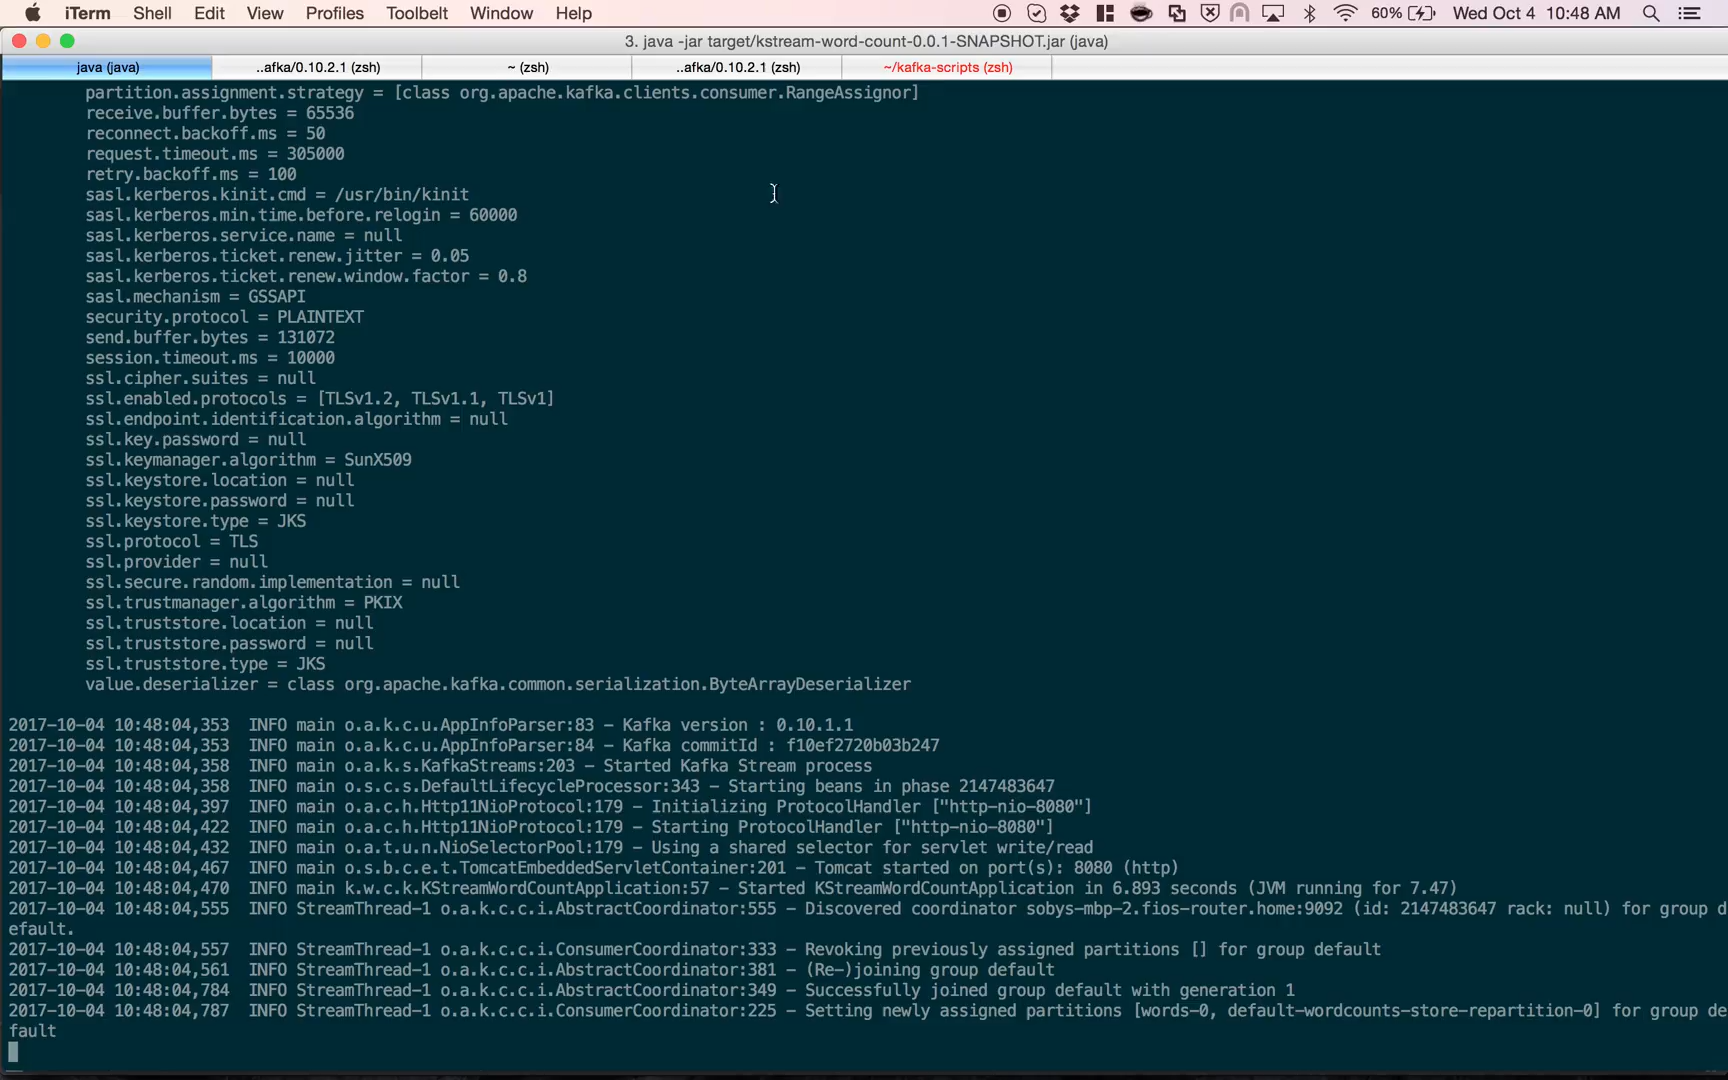 iTerm Shell Edit View Profiles Toolbelt Window Help 60% Wed Oct 4 10:48 AM
3. java -jar target/kstream-word-count-0.0.1-SNAPSHOT.jar (java)
java (java) ..afka/0.10.2.1 (zsh) ~ (zsh) ..afka/0.10.2.1 (zsh) ~/kafka-scripts (zsh)
partition.assignment.strategy = [class org.apache.kafka.clients.consumer.RangeAssignor]
receive.buffer.bytes = 65536
reconnect.backoff.ms = 50
request.timeout.ms = 305000
retry.backoff.ms = 100
sasl.kerberos.kinit.cmd = /usr/bin/kinit
sasl.kerberos.min.time.before.relogin = 60000
sasl.kerberos.service.name = null
sasl.kerberos.ticket.renew.jitter = 0.05
sasl.kerberos.ticket.renew.window.factor = 0.8
sasl.mechanism = GSSAPI
security.protocol = PLAINTEXT
send.buffer.bytes = 131072
session.timeout.ms = 10000
ssl.cipher.suites = null
ssl.enabled.protocols = [TLSv1.2, TLSv1.1, TLSv1]
ssl.endpoint.identification.algorithm = null
ssl.key.password = null
ssl.keymanager.algorithm = SunX509
ssl.keystore.location = null
ssl.keystore.password = null
ssl.keystore.type = JKS
ssl.protocol = TLS
ssl.provider = null
ssl.secure.random.implementation = null
ssl.trustmanager.algorithm = PKIX
ssl.truststore.location = null
ssl.truststore.password = null
ssl.truststore.type = JKS
value.deserializer = class org.apache.kafka.common.serialization.ByteArrayDeserializer
2017-10-04 10:48:04,353 INFO main o.a.k.c.u.AppInfoParser:83 – Kafka version : 0.10.1.1
2017-10-04 10:48:04,353 INFO main o.a.k.c.u.AppInfoParser:84 – Kafka commitId : f10ef2720b03b247
2017-10-04 10:48:04,358 INFO main o.a.k.s.KafkaStreams:203 – Started Kafka Stream process
2017-10-04 10:48:04,358 INFO main o.s.c.s.DefaultLifecycleProcessor:343 – Starting beans in phase 2147483647
2017-10-04 10:48:04,397 INFO main o.a.c.h.Http11NioProtocol:179 – Initializing ProtocolHandler ["http-nio-8080"]
2017-10-04 10:48:04,422 INFO main o.a.c.h.Http11NioProtocol:179 – Starting ProtocolHandler ["http-nio-8080"]
2017-10-04 10:48:04,432 INFO main o.a.t.u.n.NioSelectorPool:179 – Using a shared selector for servlet write/read
2017-10-04 10:48:04,467 INFO main o.s.b.c.e.t.TomcatEmbeddedServletContainer:201 – Tomcat started on port(s): 8080 (http)
2017-10-04 10:48:04,470 INFO main k.w.c.k.KStreamWordCountApplication:57 – Started KStreamWordCountApplication in 6.893 seconds (JVM running for 7.47)
2017-10-04 10:48:04,555 INFO StreamThread-1 o.a.k.c.c.i.AbstractCoordinator:555 – Discovered coordinator sobys-mbp-2.fios-router.home:9092 (id: 2147483647 rack: null) for group d
efault.
2017-10-04 10:48:04,557 INFO StreamThread-1 o.a.k.c.c.i.ConsumerCoordinator:333 – Revoking previously assigned partitions [] for group default
2017-10-04 10:48:04,561 INFO StreamThread-1 o.a.k.c.c.i.AbstractCoordinator:381 – (Re-)joining group default
2017-10-04 10:48:04,784 INFO StreamThread-1 o.a.k.c.c.i.AbstractCoordinator:349 – Successfully joined group default with generation 1
2017-10-04 10:48:04,787 INFO StreamThread-1 o.a.k.c.c.i.ConsumerCoordinator:225 – Setting newly assigned partitions [words-0, default-wordcounts-store-repartition-0] for group de
fault